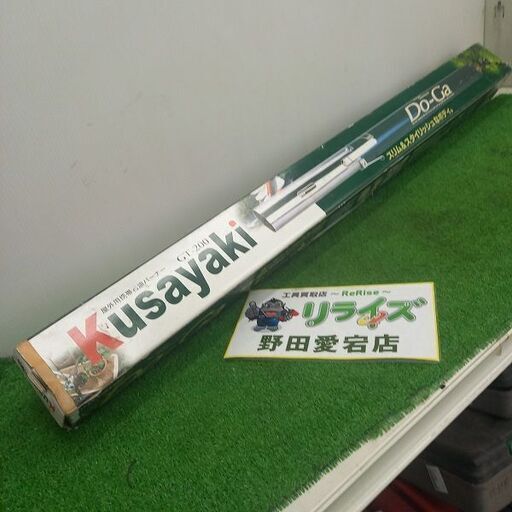 Do-Ga
スリム&スタイリッシュなボディ。
屋外用携帯石油バーナー GT-200
Kusayaki
工具買取店 ～ReRise～
リライズ
野田愛宕店